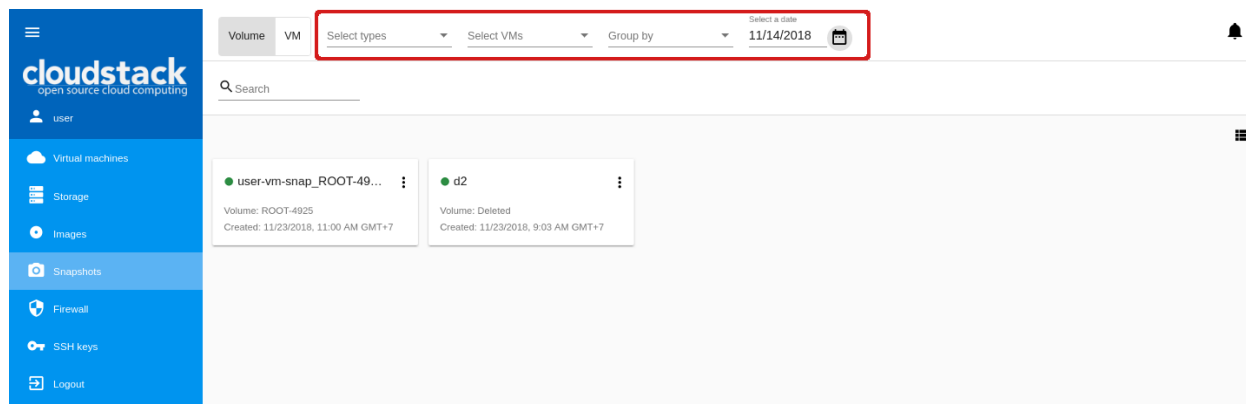 cloudstack
open source cloud computing
user
Virtual machines
Storage
Images
Snapshots
Firewall
SSH keys
Logout
Volume VM Select types Select VMs Group by Select a date 11/14/2018
Search
user-vm-snap_ROOT-49...
Volume: ROOT-4925
Created: 11/23/2018, 11:00 AM GMT+7
d2
Volume: Deleted
Created: 11/23/2018, 9:03 AM GMT+7